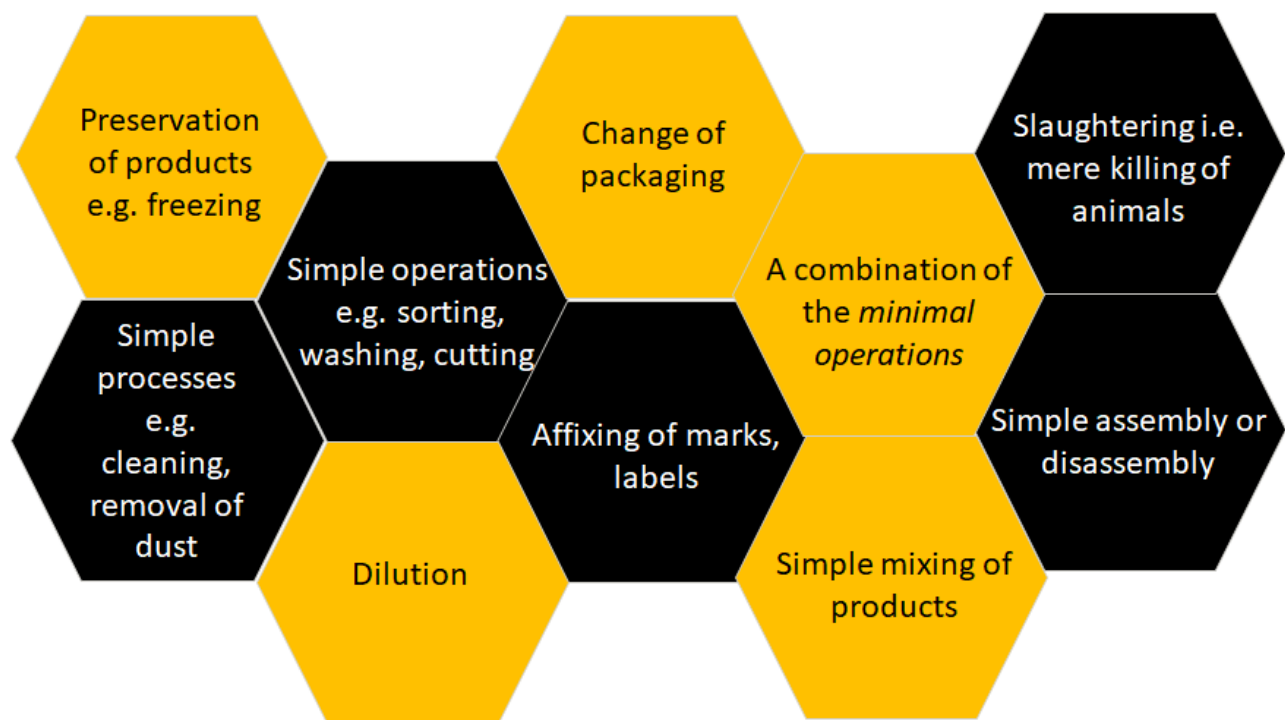 Preservation
of products
e.g. freezing
Simple operations
e.g. sorting,
washing, cutting
Change of
packaging
A combination of
the minimal
operations
Slaughtering i.e.
mere killing of
animals
Simple
processes
e.g.
cleaning,
removal of
dust
Dilution
Affixing of marks,
labels
Simple mixing of
products
Simple assembly or
disassembly